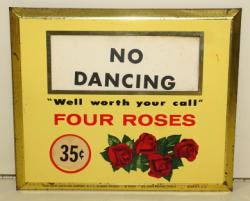 NO
DANCING
"Well worth your call"
FOUR ROSES
35¢